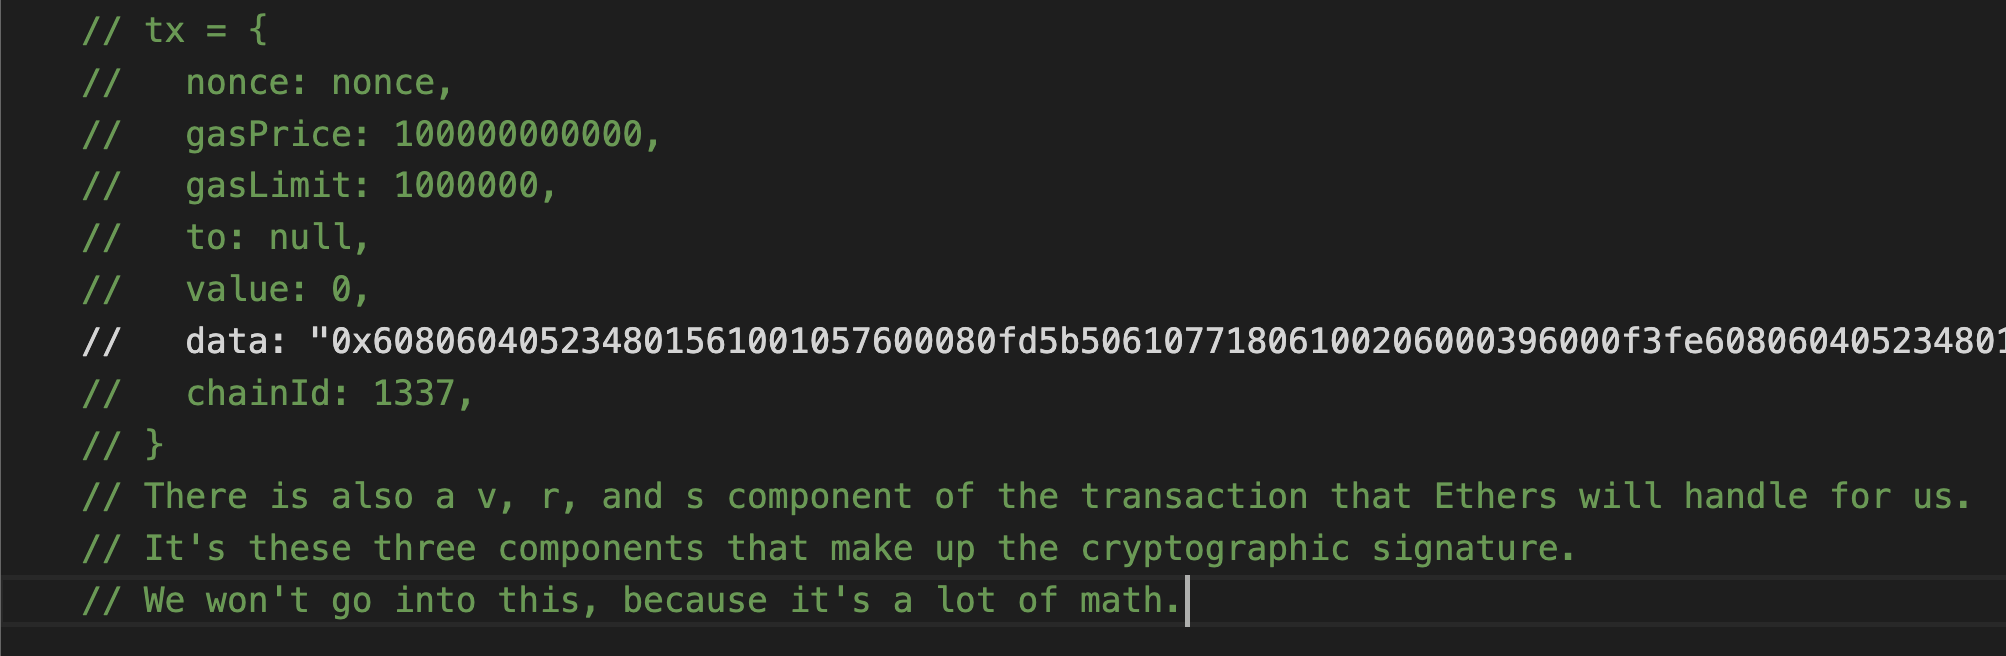 // tx = {
//   nonce: nonce,
//   gasPrice: 100000000000,
//   gasLimit: 1000000,
//   to: null,
//   value: 0,
//   data: "0x608060405234801561001057600080fd5b50610771806100206000396000f3fe608060405234801
//   chainId: 1337,
// }
// There is also a v, r, and s component of the transaction that Ethers will handle for us.
// It's these three components that make up the cryptographic signature.
// We won't go into this, because it's a lot of math.